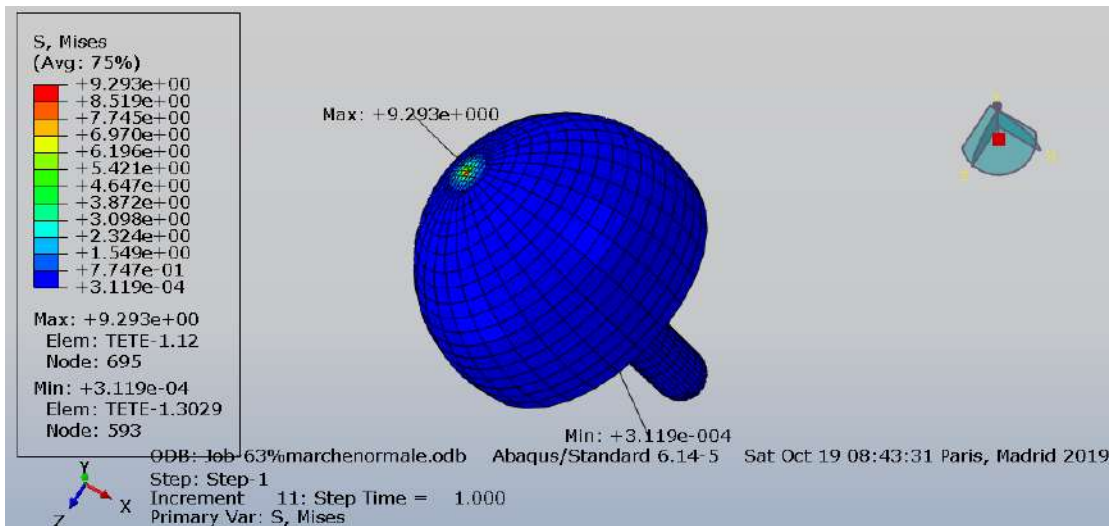 S, Mises
(Avg: 75%)
+9.293e+00
+8.519e+00
+7.745e+00
+6.970e+00
+6.196e+00
+5.421e+00
+4.647e+00
+3.872e+00
+3.098e+00
+2.324e+00
+1.549e+00
+7.747e-01
+3.119e-04
Max: +9.293e+00
Elem: TETE-1.12
Node: 695
Min: +3.119e-04
Elem: TETE-1.3029
Node: 593
Max: +9.293e+000
Min: +3.119e-004
ODB: Job-63%marchenormale.odb Abaqus/Standard 6.14-5 Sat Oct 19 08:43:31 Paris, Madrid 2019
Step: Step-1
Increment 11: Step Time = 1.000
Primary Var: S, Mises
Y
X
Z